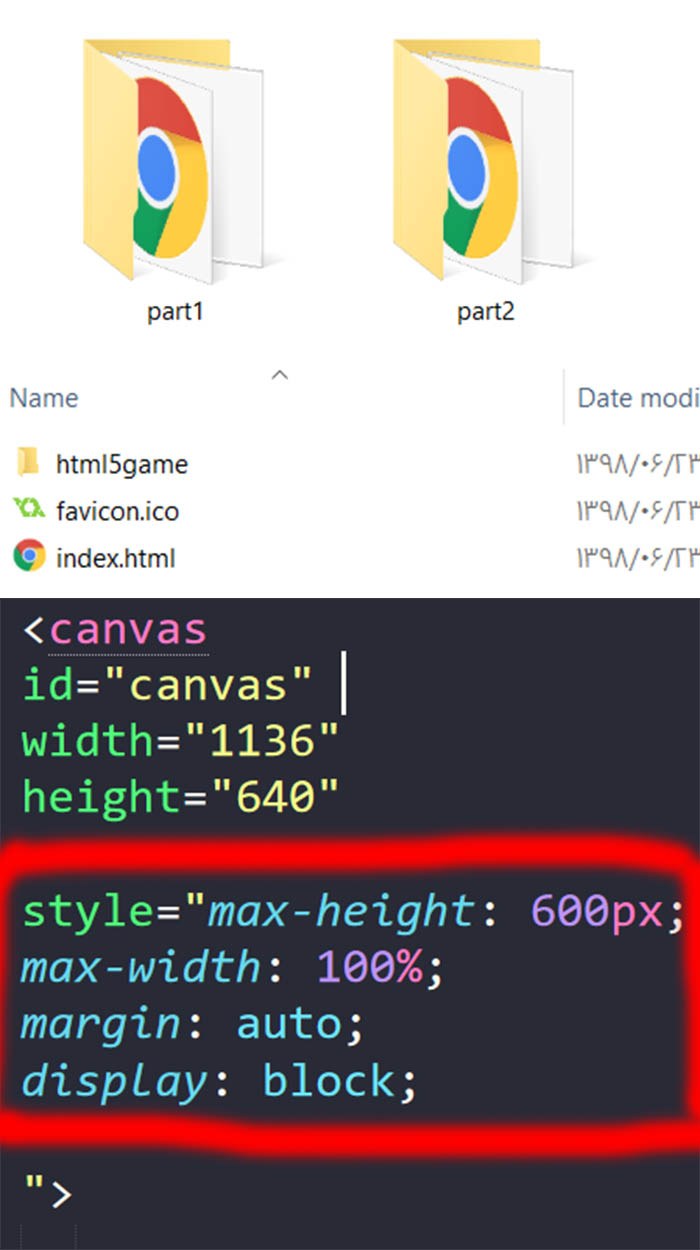 part1
part2
Name
Date modi
html5game
۱۳۹۸/۰۶/۲۳
favicon.ico
۱۳۹۸/۰۶/۲۳
index.html
۱۳۹۸/۰۶/۲۳
<canvas
id="canvas"
width="1136"
height="640"
style="max-height: 600px;
max-width: 100%;
margin: auto;
display: block;
">